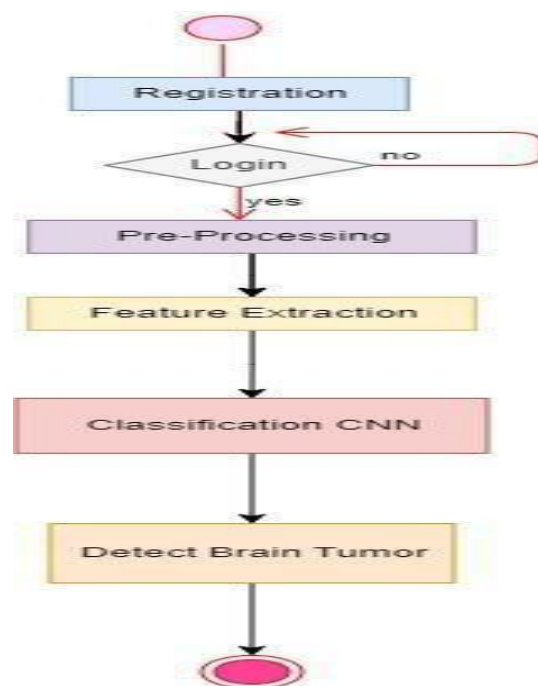 Registration
Login
no
yes
Pre-Processing
Feature Extraction
Classification CNN
Detect Brain Tumor